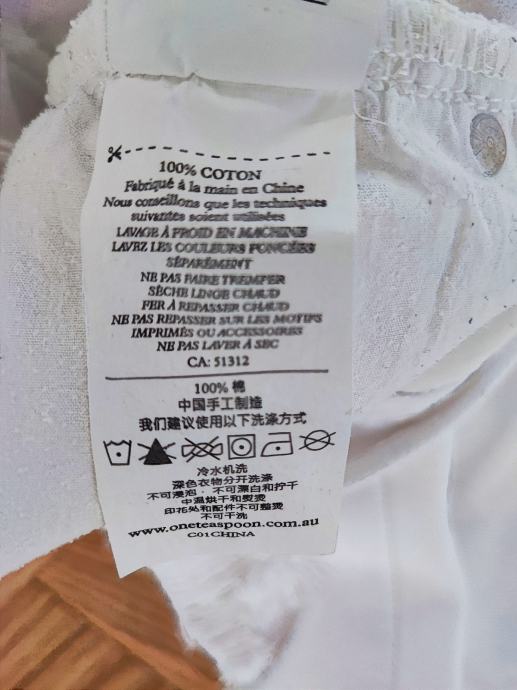 100% COTON
Fabriqué à la main en Chine
Nous conseillons que les techniques
suivantes soient utilisées
LAVAGE À FROID EN MACHINE
LAVEZ LES COULEURS FONCÉES
SÉPARÉMENT
NE PAS FAIRE TREMPER
SÈCHE LINGE CHAUD
FER À REPASSER CHAUD
NE PAS REPASSER SUR LES MOTIFS
IMPRIMÉS OU ACCESSOIRES
NE PAS LAVER À SEC
CA: 51312
100% 棉
中国手工制造
我们建议使用以下洗涤方式
冷水机洗
深色衣物分开洗涤
不可浸泡· 不可漂白和拧干
中温烘干和熨烫
印花处和配件不可整烫
不可干洗
www.oneteaspoon.com.au
C01CHINA